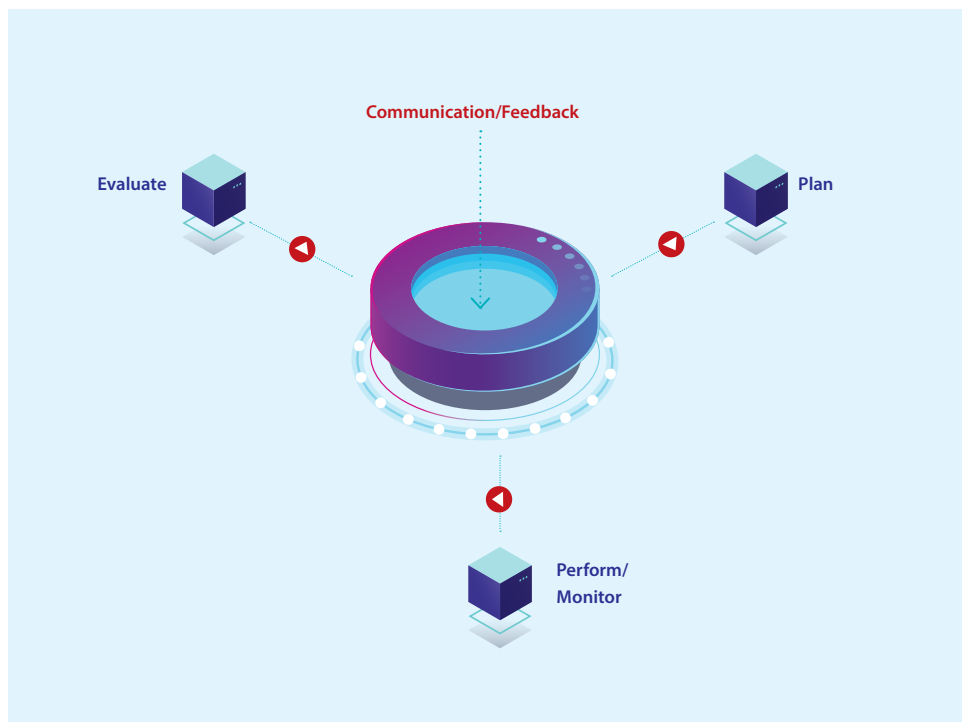 Communication/Feedback
Evaluate
Plan
Perform/
Monitor